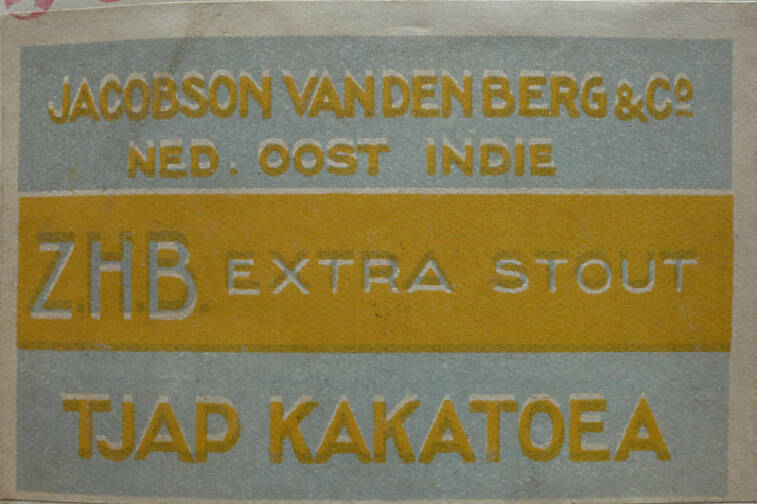 JACOBSON VAN DEN BERG & Co
NED. OOST INDIE
Z.H.B. EXTRA STOUT
TJAP KAKATOEA